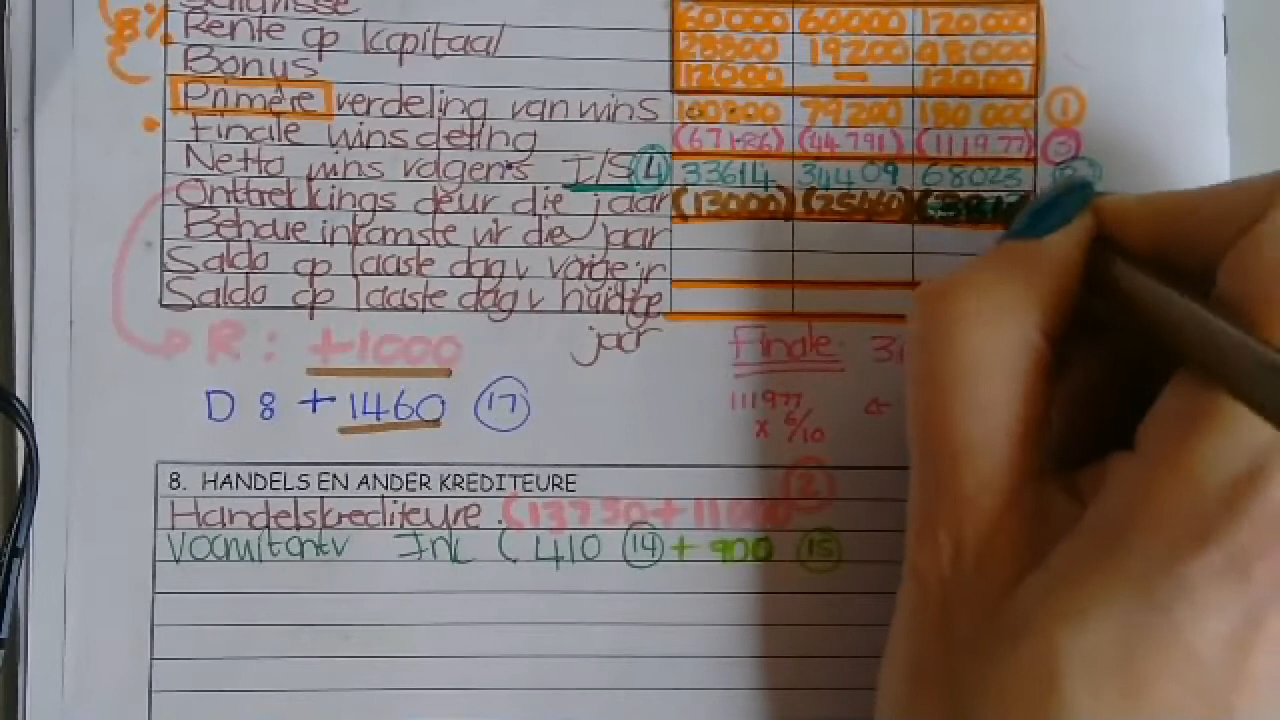 8%
Rente op kapitaal 60000 60000 120000
Bonus 28800 19200 48000
12000 — 12000
Primêre verdeling van wins 100800 79200 180000 1
Finale winsdeling (67186) (44791) (111977) 3
Netto wins volgens I/S 4 33614 34409 68023
Onttrekkings deur die jaar (13000) (25460)
Behoue inkomste vir die jaar
Saldo op laaste dag v vorige jr
Saldo op laaste dag v huidige
jaar
R: +1000
Finale:
D 8 + 1460 17
111977
x 6/10
8. HANDELS EN ANDER KREDITEURE 2
Handelskrediteure (13750 + 11000
Vooruitontv Ink (410 14 + 900 15